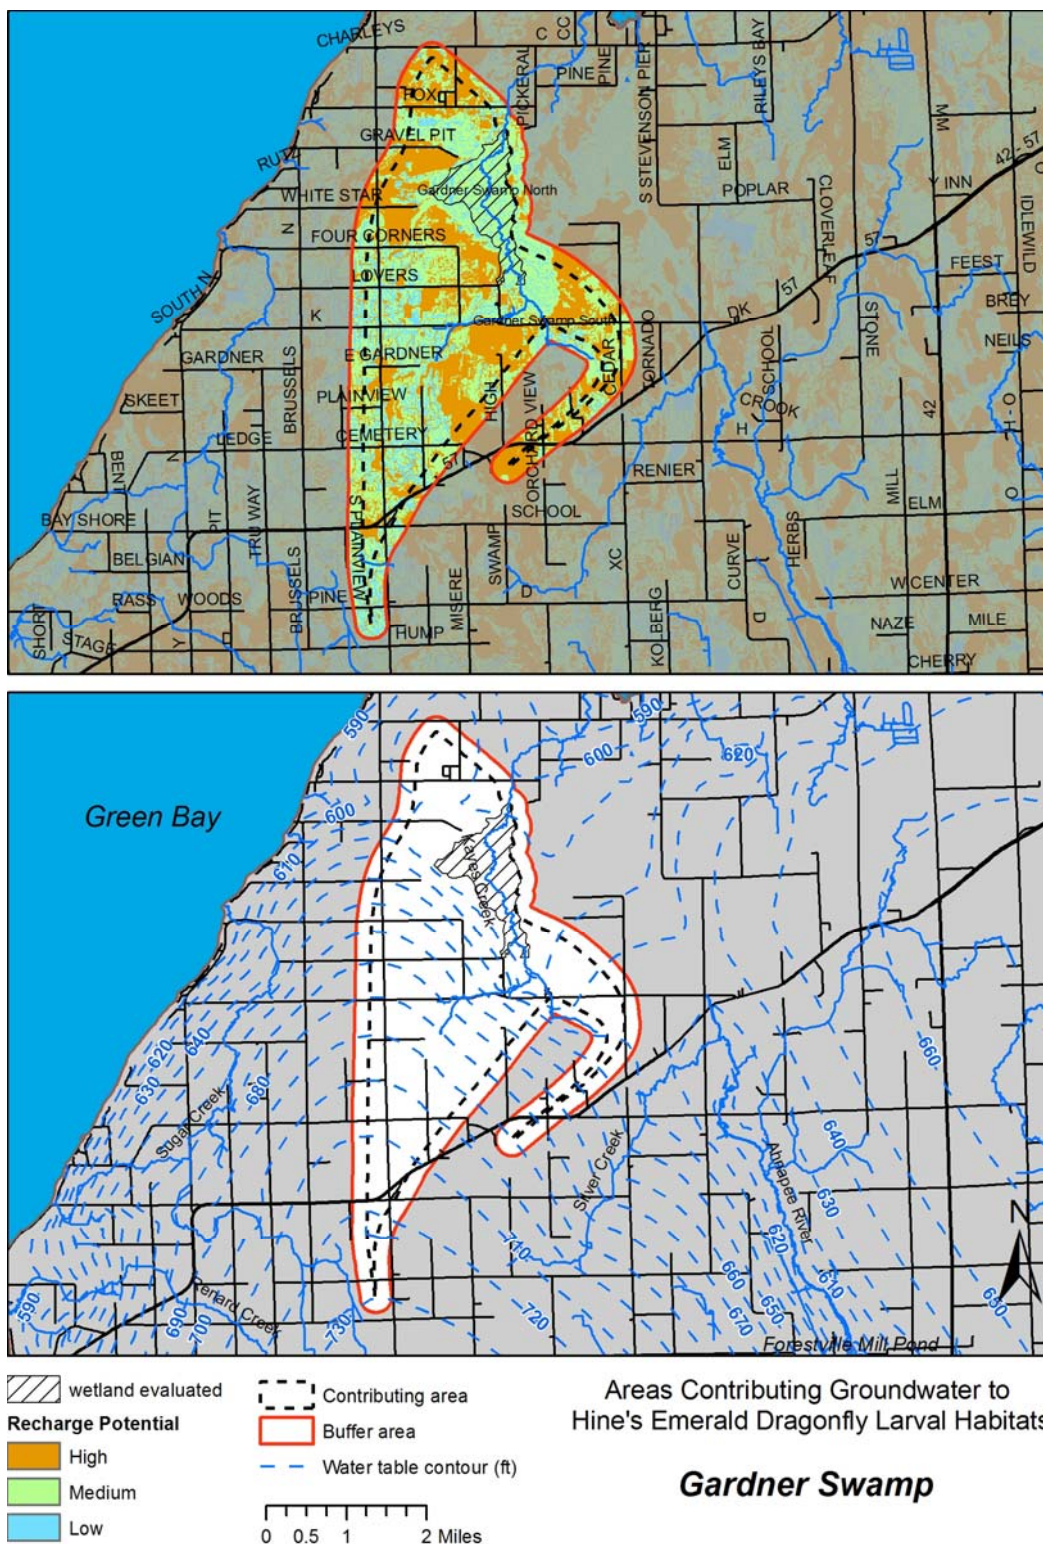 CHARLEYS
C
CC
PINE
PINE
PICKERAL
S STEVENSON PIER
RILEYS BAY
FOX
GRAVEL PIT
RUTZ
ELM
MM
42 - 57
WHITE STAR
Gardner Swamp North
POPLAR
Y INN
CLOVERLEAF
IDLEWILD
N
FOUR CORNERS
57
LOVERS
FEEST
SOUTH N
57
BREY
K
Gardner Swamp South
DK
STONE
NEILS
GARDNER
E GARDNER
CEDAR
TORNADO
SCHOOL
BRUSSELS
PLAINVIEW
HIGH
ORCHARD VIEW
CROOK
42
O - H
SKEET
LEDGE
CEMETERY
H
BENT
N
57
RENIER
MILL
BAY SHORE
PIT
TRU WAY
S PLAINVIEW
SCHOOL
ELM
O
BELGIAN
SWAMP
XC
CURVE
HERBS
SHORT
RASS
WOODS
BRUSSELS
PINE
MISERE
D
W CENTER
STAGE
Y
HUMP
KOLBERG
D
NAZE
MILE
CHERRY
590
590
600
620
Green Bay
600
610
Kayes Creek
620
640
630
680
Sugar Creek
660
640
Silver Creek
Ahnapee River
630
N
620
710
610
590
660
650
650
690
Renard Creek
700
730
720
670
Forestville Mill Pond
wetland evaluated
Recharge Potential
High
Medium
Low
Contributing area
Buffer area
Water table contour (ft)
0 0.5 1 2 Miles
Areas Contributing Groundwater to
Hine's Emerald Dragonfly Larval Habitats
Gardner Swamp